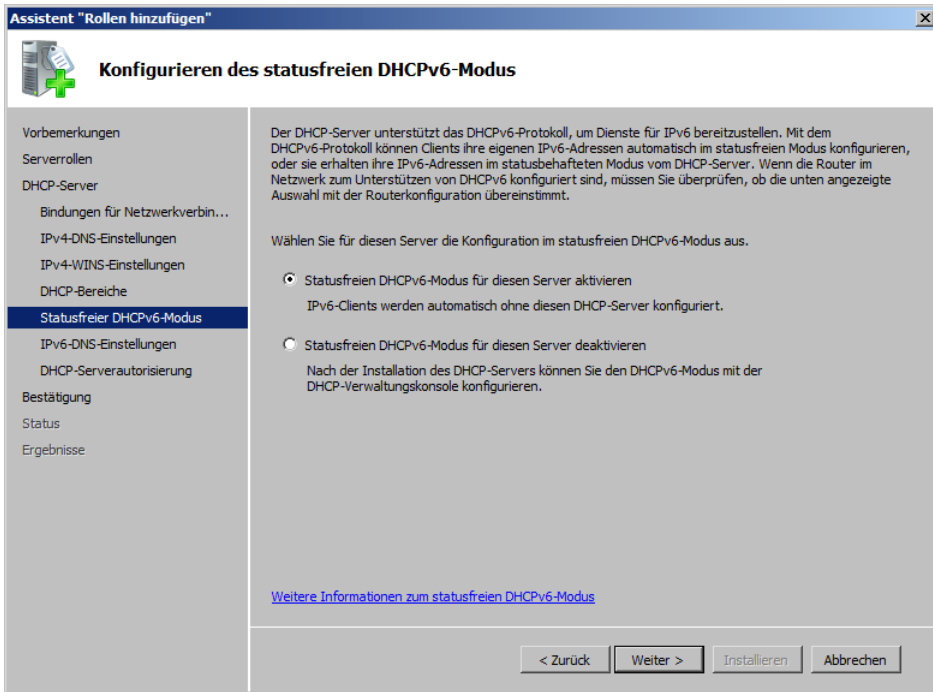 Assistent "Rollen hinzufügen"
Konfigurieren des statusfreien DHCPv6-Modus
Vorbemerkungen
Serverrollen
DHCP-Server
Bindungen für Netzwerkverbin...
IPv4-DNS-Einstellungen
IPv4-WINS-Einstellungen
DHCP-Bereiche
Statusfreier DHCPv6-Modus
IPv6-DNS-Einstellungen
DHCP-Serverautorisierung
Bestätigung
Status
Ergebnisse
Der DHCP-Server unterstützt das DHCPv6-Protokoll, um Dienste für IPv6 bereitzustellen. Mit dem
DHCPv6-Protokoll können Clients ihre eigenen IPv6-Adressen automatisch im statusfreien Modus konfigurieren,
oder sie erhalten ihre IPv6-Adressen im statusbehafteten Modus vom DHCP-Server. Wenn die Router im
Netzwerk zum Unterstützen von DHCPv6 konfiguriert sind, müssen Sie überprüfen, ob die unten angezeigte
Auswahl mit der Routerkonfiguration übereinstimmt.
Wählen Sie für diesen Server die Konfiguration im statusfreien DHCPv6-Modus aus.
Statusfreien DHCPv6-Modus für diesen Server aktivieren
IPv6-Clients werden automatisch ohne diesen DHCP-Server konfiguriert.
Statusfreien DHCPv6-Modus für diesen Server deaktivieren
Nach der Installation des DHCP-Servers können Sie den DHCPv6-Modus mit der
DHCP-Verwaltungskonsole konfigurieren.
Weitere Informationen zum statusfreien DHCPv6-Modus
< Zurück
Weiter >
Installieren
Abbrechen